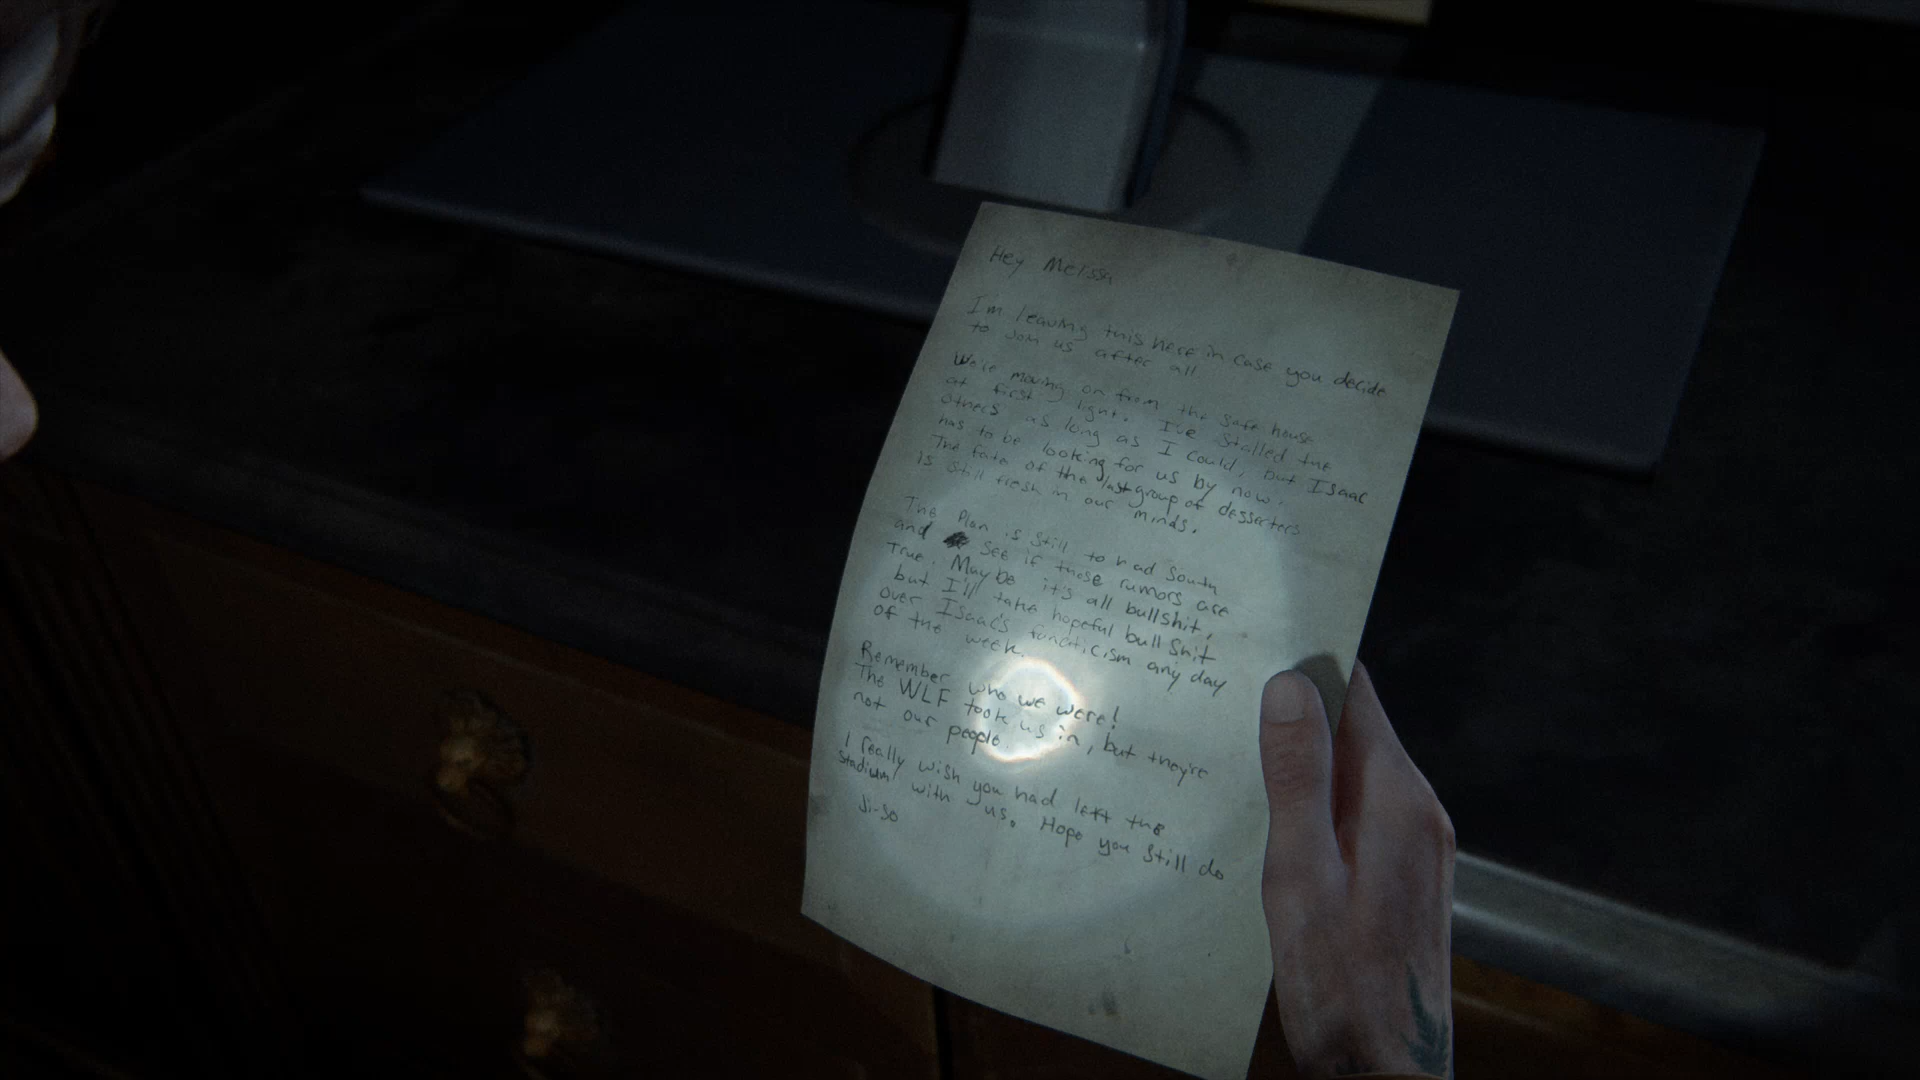 Hey Melissa
I'm leaving this here in case you decide
to join us after all.
We're moving on from the safe house
at first light. I've stalled the
others as long as I could, but Isaac
has to be looking for us by now.
The fate of the last group of desserters
is still fresh in our minds.
The plan is still to had south
and see if those rumors are
true. Maybe it's all bullshit,
but I'll take hopeful bull shit
over Isaac's fanaticism any day
of the week.
Remember who we were!
The WLF took us in, but they're
not our people.
I really wish you had left the
stadium with us. Hope you still do
Ji-So